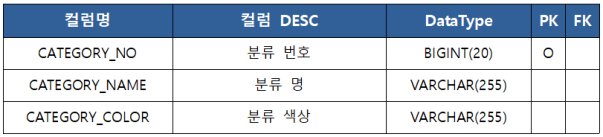 컬럼명 컬럼 DESC DataType PK FK
CATEGORY_NO 분류 번호 BIGINT(20) O
CATEGORY_NAME 분류 명 VARCHAR(255)
CATEGORY_COLOR 분류 색상 VARCHAR(255)